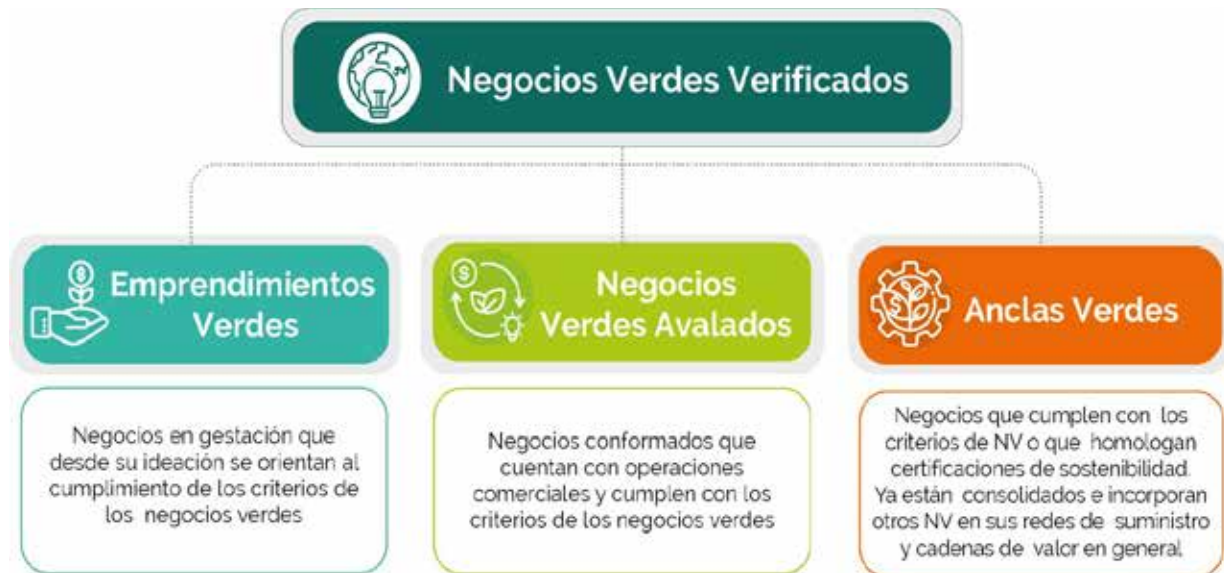 Negocios Verdes Verificados
Emprendimientos
Verdes
Negocios en gestación que
desde su ideación se orientan al
cumplimiento de los criterios de
los negocios verdes
Negocios
Verdes Avalados
Negocios conformados que
cuentan con operaciones
comerciales y cumplen con los
criterios de los negocios verdes
Anclas Verdes
Negocios que cumplen con los
criterios de NV o que homologan
certificaciones de sostenibilidad.
Ya están consolidados e incorporan
otros NV en sus redes de suministro
y cadenas de valor en general